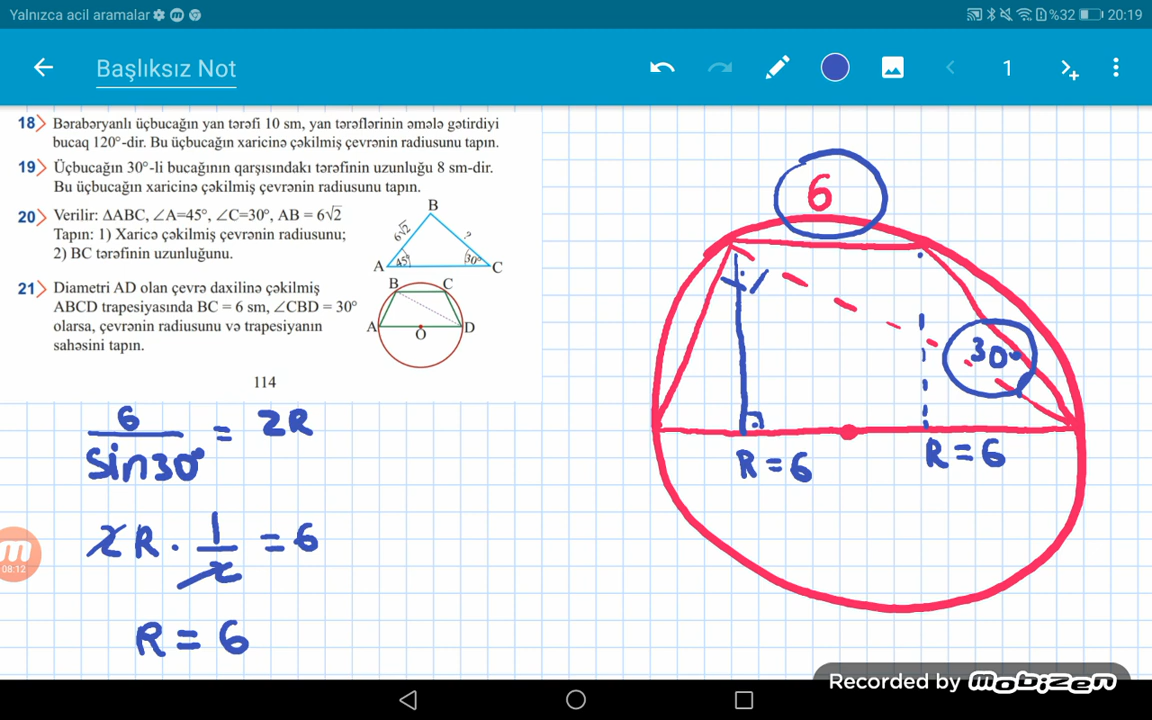 Yalnızca acil aramalar
%32 20:19
Başlıksız Not
1
18 Bərabəryanlı üçbucağın yan tərəfi 10 sm, yan tərəflərinin əmələ gətirdiyi
bucaq 120°-dir. Bu üçbucağın xaricinə çəkilmiş çevrənin radiusunu tapın.
19 Üçbucağın 30°-li bucağının qarşısındakı tərəfinin uzunluğu 8 sm-dir.
Bu üçbucağın xaricinə çəkilmiş çevrənin radiusunu tapın.
20 Verilir: ΔABC, ∠A=45°, ∠C=30°, AB = 6√2
Tapın: 1) Xaricə çəkilmiş çevrənin radiusunu;
2) BC tərəfinin uzunluğunu.
B
6√2 ?
A 45° 30° C
21 Diametri AD olan çevrə daxilinə çəkilmiş
ABCD trapesiyasında BC = 6 sm, ∠CBD = 30°
olarsa, çevrənin radiusunu və trapesiyanın
sahəsini tapın.
B C
A D
O
114
6/sin30° = 2R
2R · 1/2 = 6
R = 6
6
30°
R = 6
R = 6
08:12
Recorded by mobizen